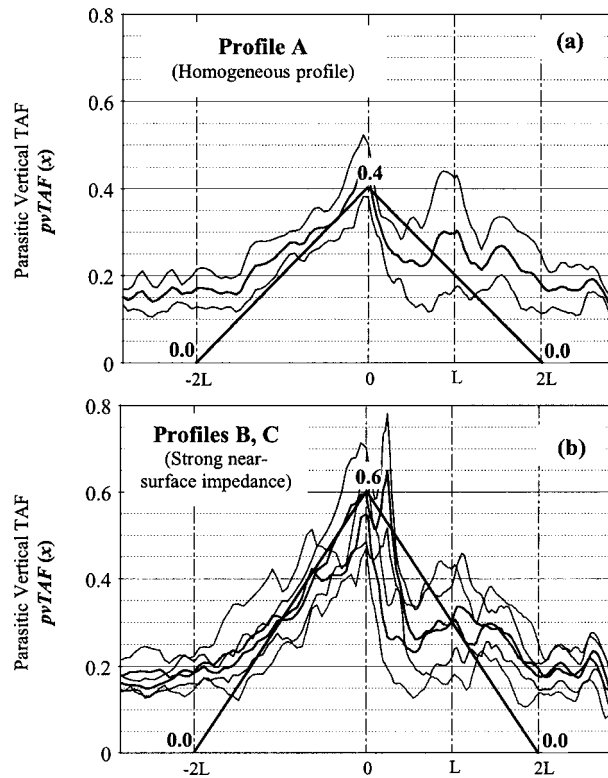 0.8
Profile A
(Homogeneous profile)
(a)
0.6
0.4
0.4
0.2
0.0
0.0
0
-2L
0
L
2L
Parasitic Vertical TAF
pvTAF (x)
0.8
Profiles B, C
(Strong near-
surface impedance)
(b)
0.6
0.6
0.4
0.2
0.0
0.0
0
-2L
0
L
2L
Parasitic Vertical TAF
pvTAF (x)